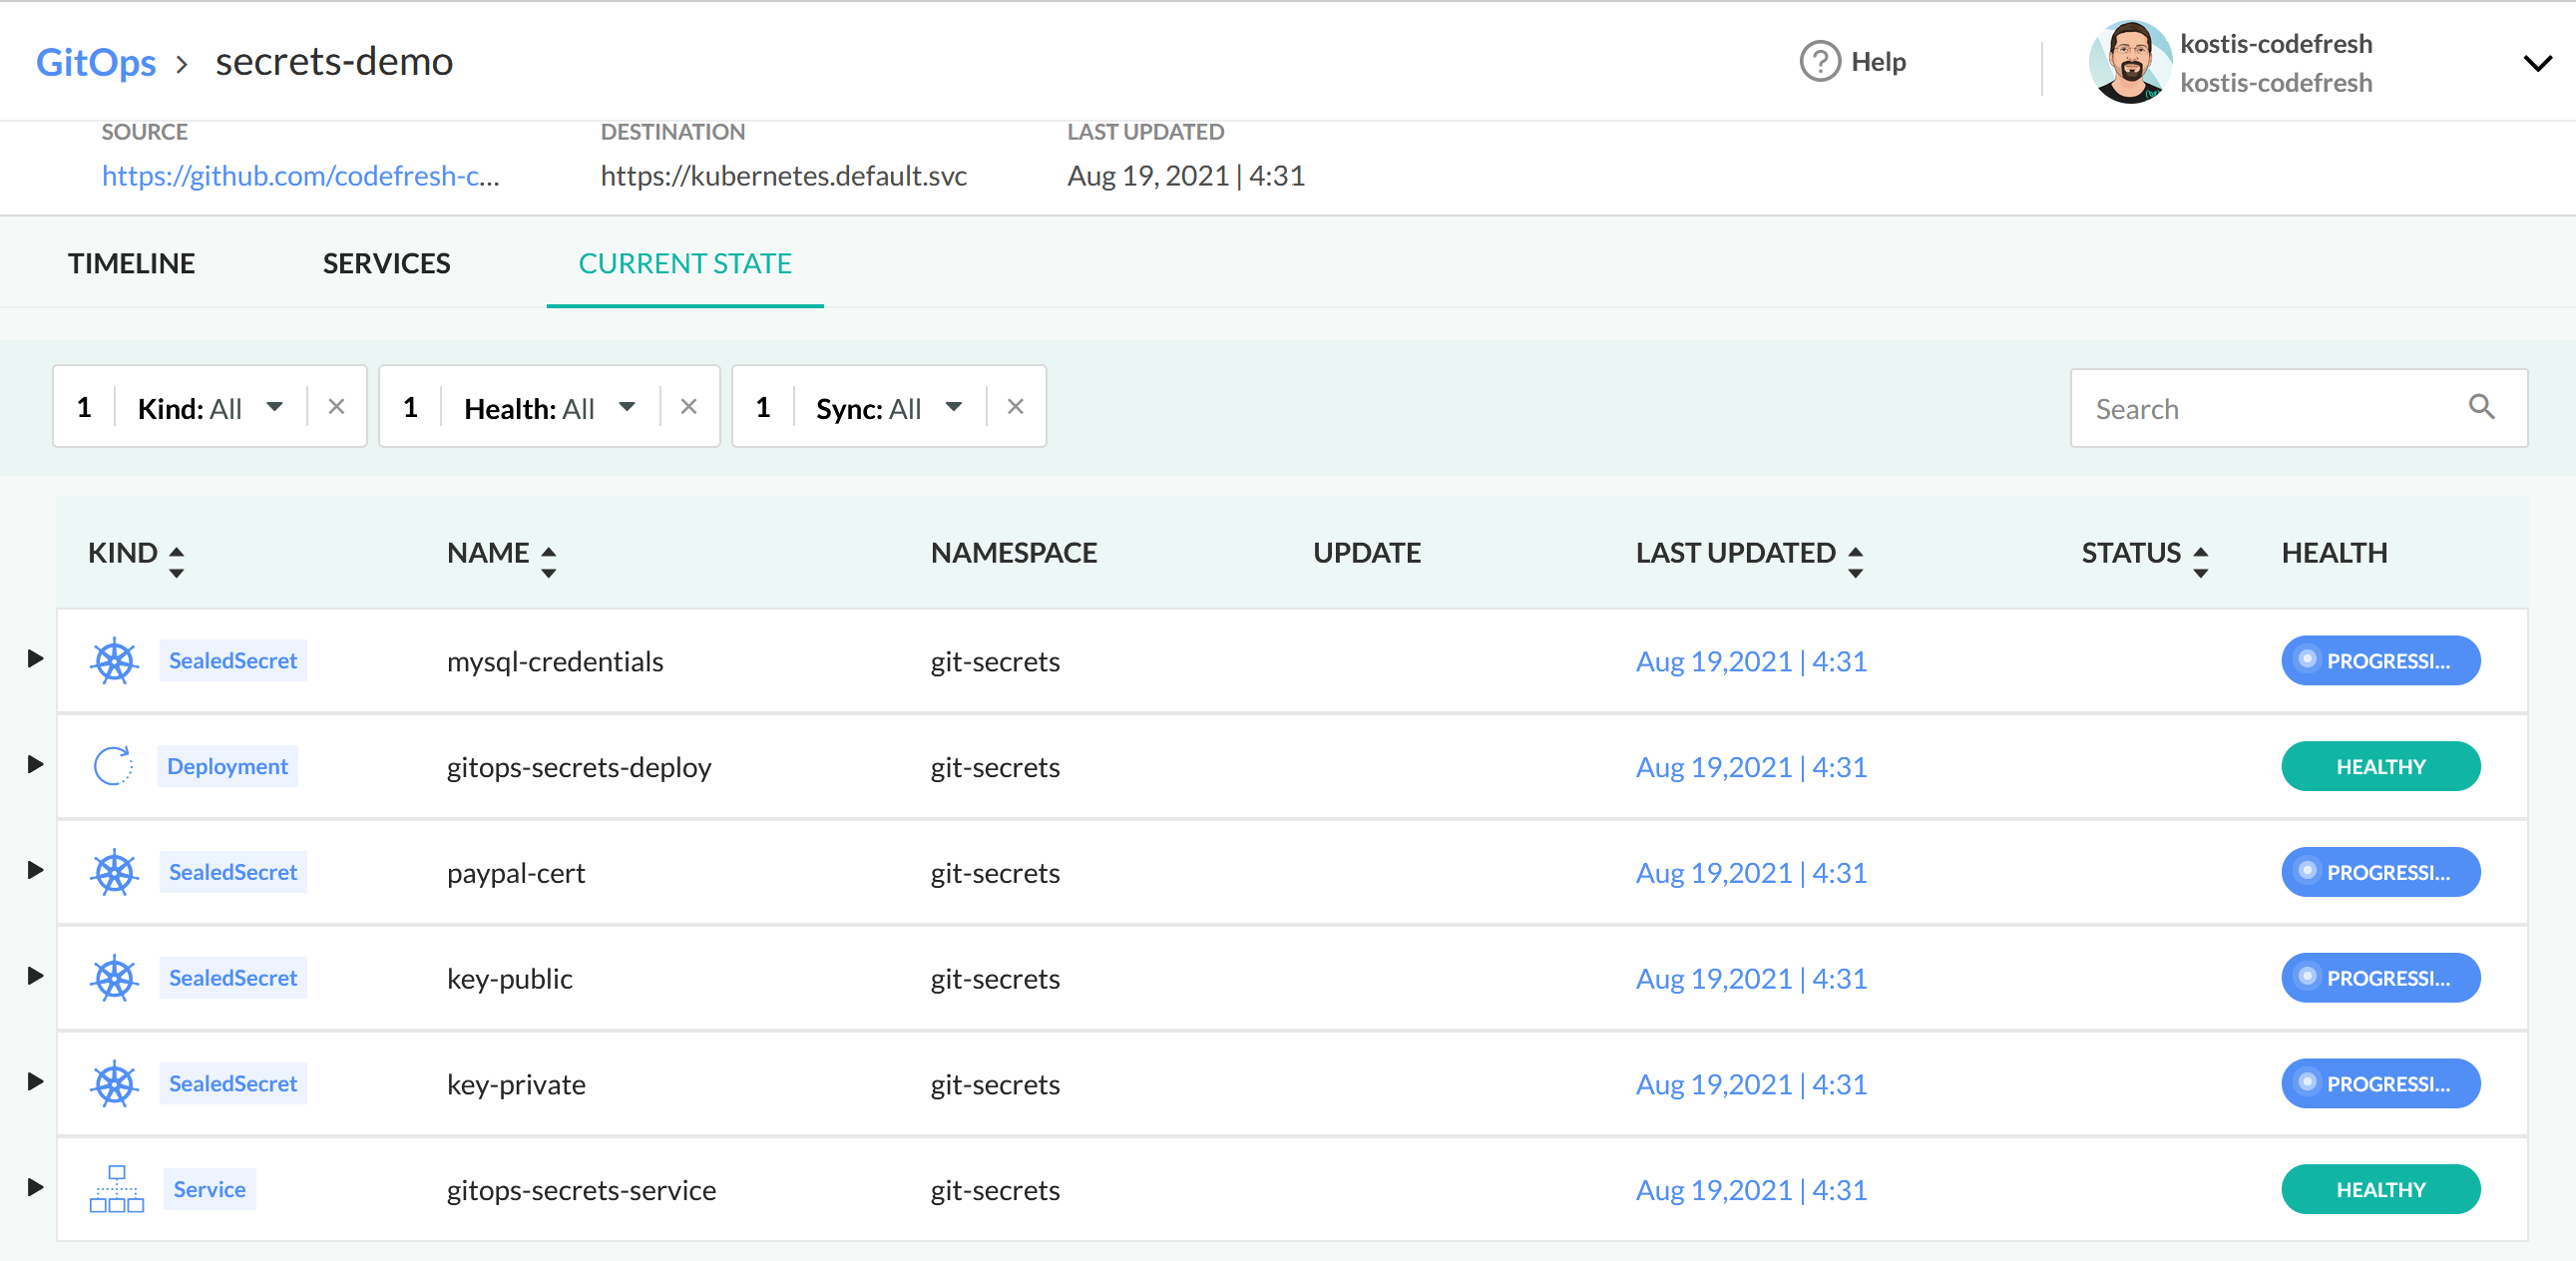 GitOps > secrets-demo
? Help
kostis-codefresh
kostis-codefresh
SOURCE DESTINATION LAST UPDATED
https://github.com/codefresh-c... https://kubernetes.default.svc Aug 19, 2021 | 4:31
TIMELINE SERVICES CURRENT STATE
1 Kind: All 1 Health: All 1 Sync: All Search
KIND NAME NAMESPACE UPDATE LAST UPDATED STATUS HEALTH
SealedSecret mysql-credentials git-secrets Aug 19,2021 | 4:31 PROGRESSI...
Deployment gitops-secrets-deploy git-secrets Aug 19,2021 | 4:31 HEALTHY
SealedSecret paypal-cert git-secrets Aug 19,2021 | 4:31 PROGRESSI...
SealedSecret key-public git-secrets Aug 19,2021 | 4:31 PROGRESSI...
SealedSecret key-private git-secrets Aug 19,2021 | 4:31 PROGRESSI...
Service gitops-secrets-service git-secrets Aug 19,2021 | 4:31 HEALTHY